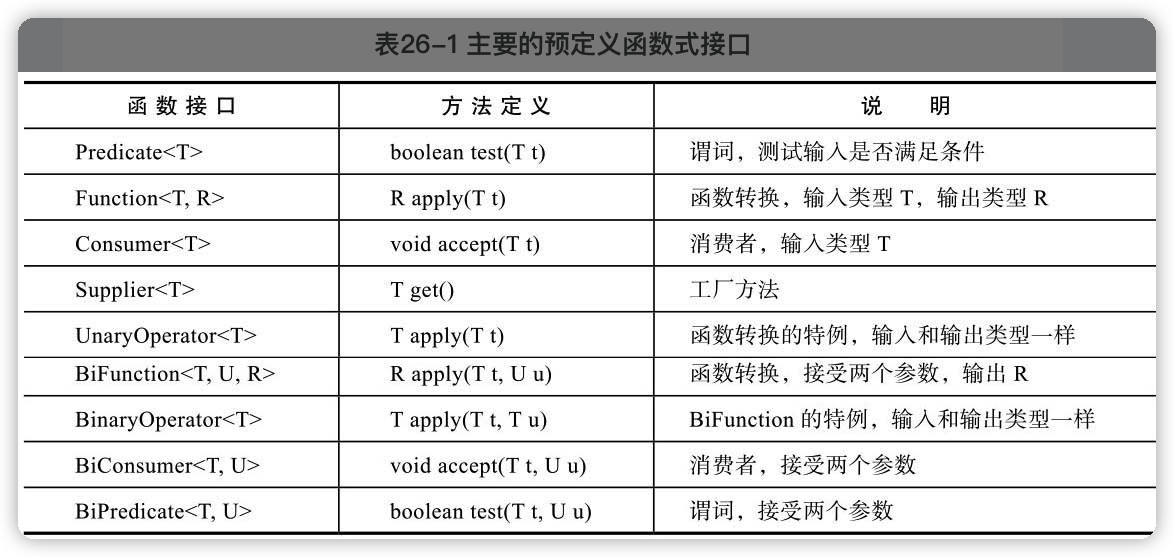 表26-1 主要的预定义函数式接口
函数接口 方法定义 说 明
Predicate<T> boolean test(T t) 谓词，测试输入是否满足条件
Function<T, R> R apply(T t) 函数转换，输入类型 T，输出类型 R
Consumer<T> void accept(T t) 消费者，输入类型 T
Supplier<T> T get() 工厂方法
UnaryOperator<T> T apply(T t) 函数转换的特例，输入和输出类型一样
BiFunction<T, U, R> R apply(T t, U u) 函数转换，接受两个参数，输出 R
BinaryOperator<T> T apply(T t, T u) BiFunction 的特例，输入和输出类型一样
BiConsumer<T, U> void accept(T t, U u) 消费者，接受两个参数
BiPredicate<T, U> boolean test(T t, U u) 谓词，接受两个参数